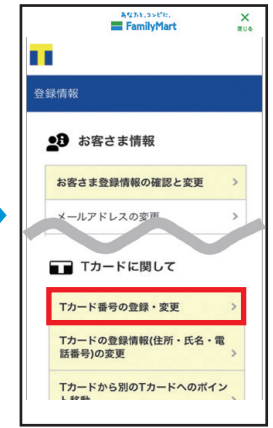 あなたと、コンビに、
FamilyMart
×
閉じる
T
登録情報
お客さま情報
お客さま登録情報の確認と変更 >
メールアドレスの変更 >
Tカードに関して
Tカード番号の登録・変更 >
Tカードの登録情報(住所・氏名・電
話番号)の変更 >
Tカードから別のTカードへのポイン
ト移動